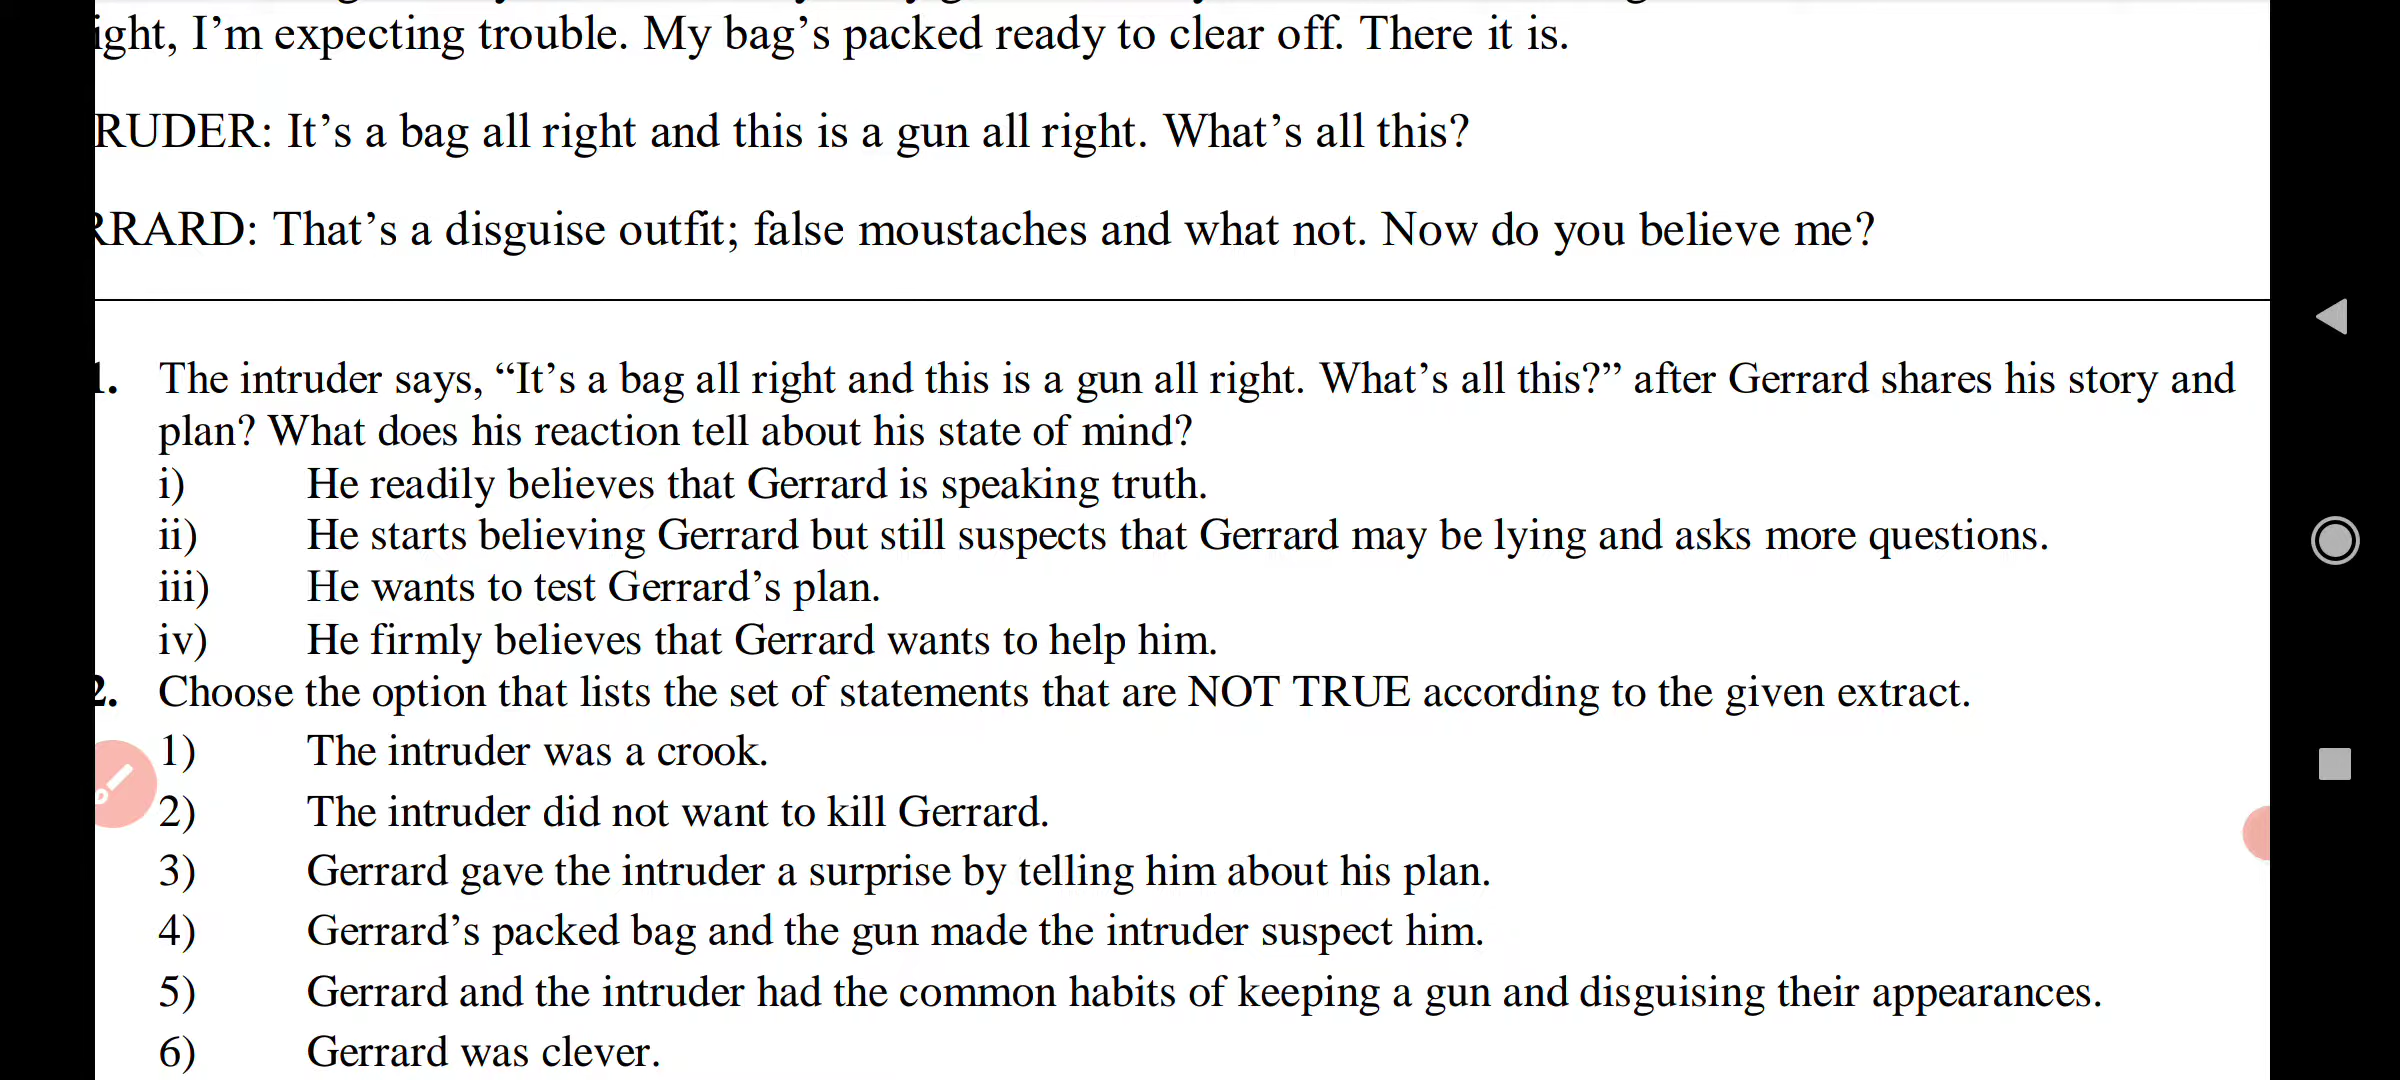 ight, I’m expecting trouble. My bag’s packed ready to clear off. There it is.
RUDER: It’s a bag all right and this is a gun all right. What’s all this?
RRARD: That’s a disguise outfit; false moustaches and what not. Now do you believe me?
1. The intruder says, “It’s a bag all right and this is a gun all right. What’s all this?” after Gerrard shares his story and
plan? What does his reaction tell about his state of mind?
i) He readily believes that Gerrard is speaking truth.
ii) He starts believing Gerrard but still suspects that Gerrard may be lying and asks more questions.
iii) He wants to test Gerrard’s plan.
iv) He firmly believes that Gerrard wants to help him.
2. Choose the option that lists the set of statements that are NOT TRUE according to the given extract.
1) The intruder was a crook.
2) The intruder did not want to kill Gerrard.
3) Gerrard gave the intruder a surprise by telling him about his plan.
4) Gerrard’s packed bag and the gun made the intruder suspect him.
5) Gerrard and the intruder had the common habits of keeping a gun and disguising their appearances.
6) Gerrard was clever.